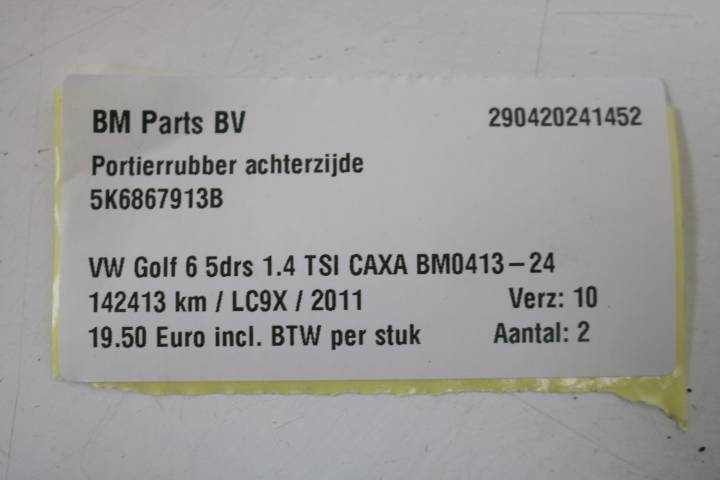 BM Parts BV 290420241452
Portierrubber achterzijde
5K6867913B
VW Golf 6 5drs 1.4 TSI CAXA BM0413-24
142413 km / LC9X / 2011 Verz: 10
19.50 Euro incl. BTW per stuk Aantal: 2